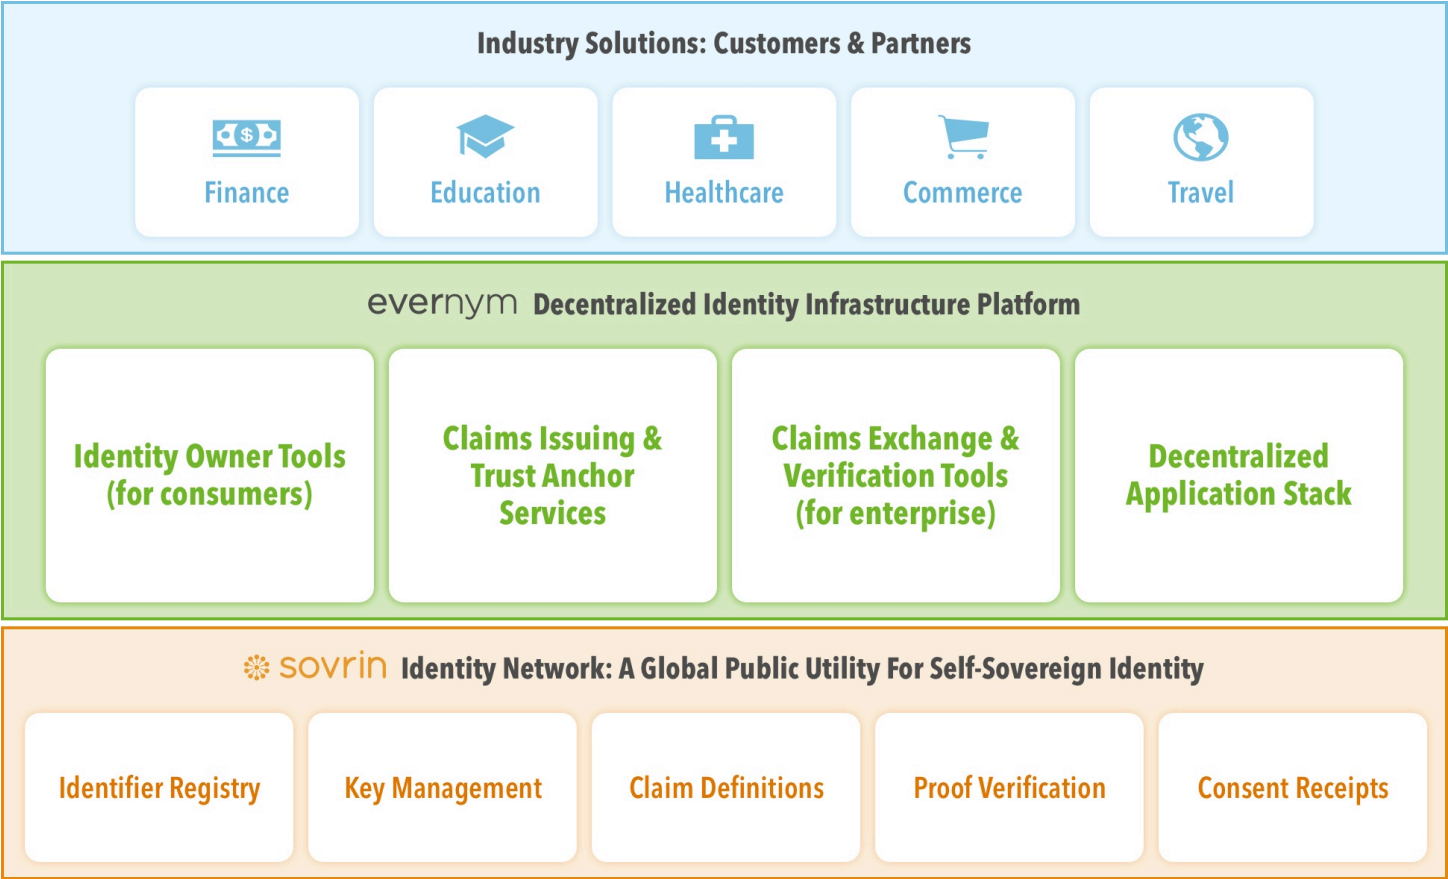 Industry Solutions: Customers & Partners
$
Finance
Education
Healthcare
Commerce
Travel
evernym Decentralized Identity Infrastructure Platform
Identity Owner Tools
(for consumers)
Claims Issuing &
Trust Anchor
Services
Claims Exchange &
Verification Tools
(for enterprise)
Decentralized
Application Stack
sovrin Identity Network: A Global Public Utility For Self-Sovereign Identity
Identifier Registry
Key Management
Claim Definitions
Proof Verification
Consent Receipts